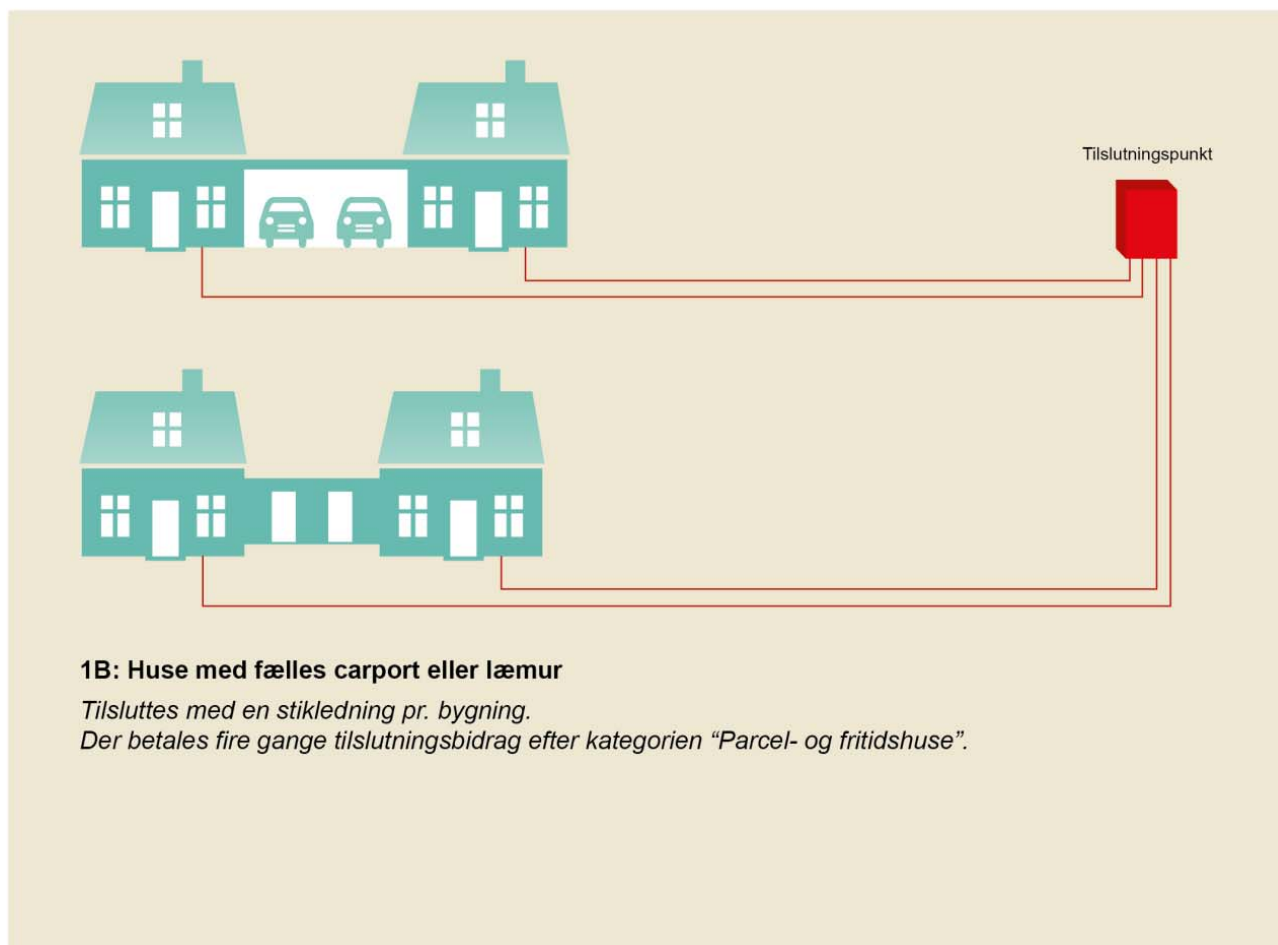 Tilslutningspunkt
1B: Huse med fælles carport eller læmur
Tilsluttes med en stikledning pr. bygning.
Der betales fire gange tilslutningsbidrag efter kategorien “Parcel- og fritidshuse”.